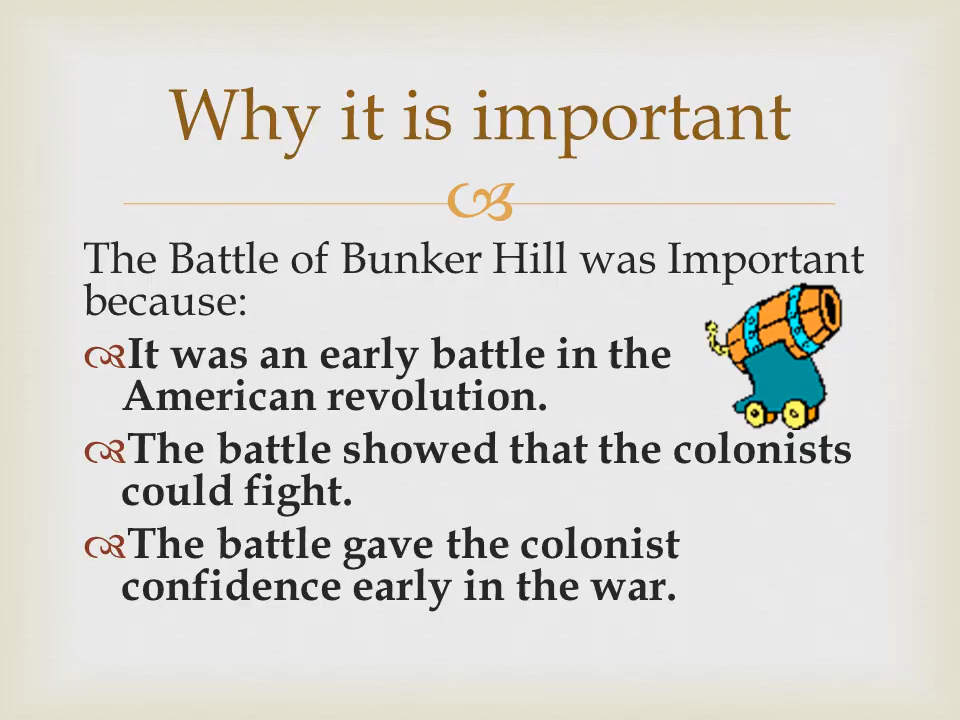 Why it is important
The Battle of Bunker Hill was Important
because:
It was an early battle in the
American revolution.
The battle showed that the colonists
could fight.
The battle gave the colonist
confidence early in the war.